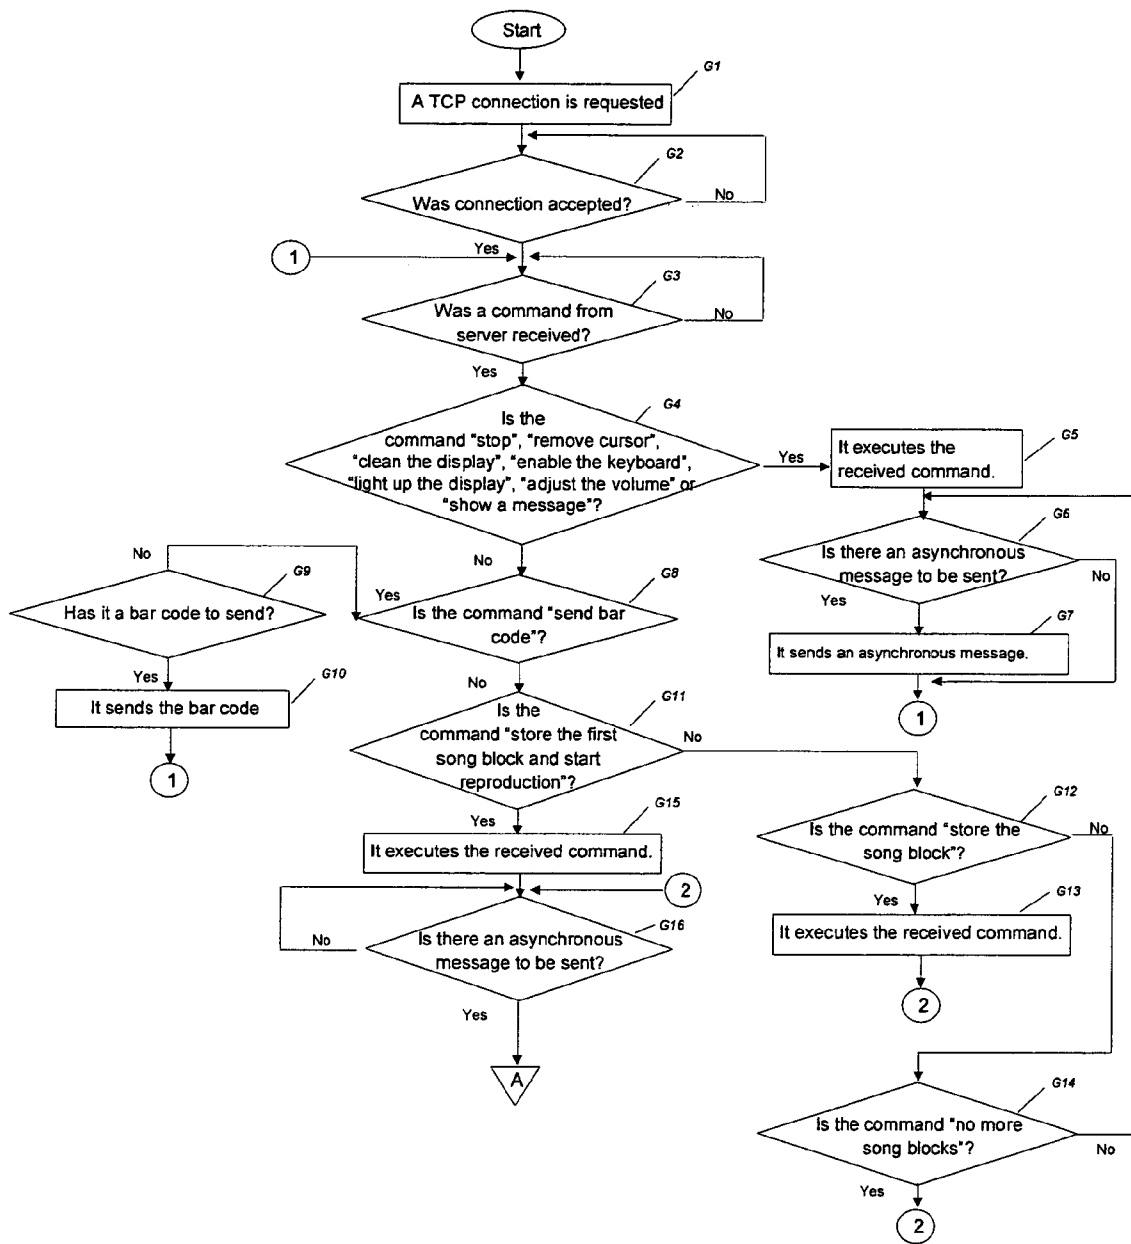 Start
G1
A TCP connection is requested
G2
Was connection accepted?
No
Yes
1
G3
Was a command from
server received?
No
Yes
G4
Is the
command "stop", "remove cursor",
"clean the display", "enable the keyboard",
"light up the display", "adjust the volume" or
"show a message"?
Yes
G5
It executes the
received command.
G6
Is there an asynchronous
message to be sent?
No
Yes
G7
It sends an asynchronous message.
1
No
G8
Is the command "send bar
code"?
Yes
No
G9
Has it a bar code to send?
No
Yes
G10
It sends the bar code
1
G11
Is the
command "store the first
song block and start
reproduction"?
No
Yes
G12
Is the command "store the
song block"?
No
Yes
G13
It executes the received command.
2
G15
It executes the received command.
2
G16
Is there an asynchronous
message to be sent?
No
Yes
A
G14
Is the command "no more
song blocks"?
No
Yes
2